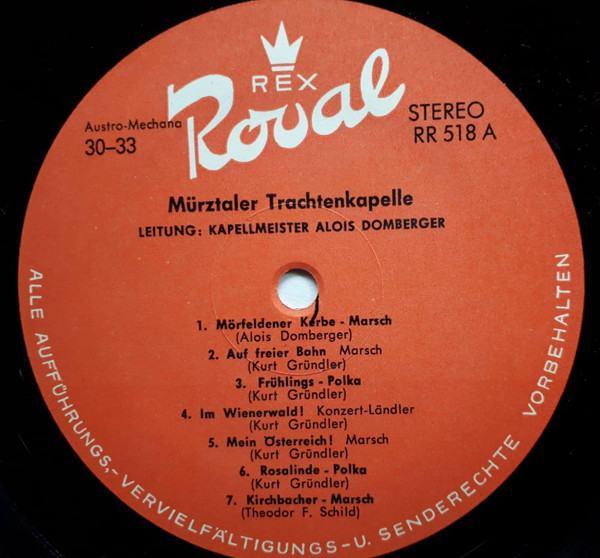 REX
Royal
Austro-Mechana
30–33
STEREO
RR 518 A
Mürztaler Trachtenkapelle
LEITUNG: KAPELLMEISTER ALOIS DOMBERGER
1. Mörfeldener Kerbe - Marsch
(Alois Domberger)
2. Auf freier Bahn Marsch
(Kurt Gründler)
3. Frühlings - Polka
(Kurt Gründler)
4. Im Wienerwald! Konzert-Ländler
(Kurt Gründler)
5. Mein Österreich! Marsch
(Kurt Gründler)
6. Rosalinde - Polka
(Kurt Gründler)
7. Kirchbacher - Marsch
(Theodor F. Schild)
ALLE AUFFÜHRUNGS,- VERVIELFÄLTIGUNGS - U. SENDERECHTE VORBEHALTEN